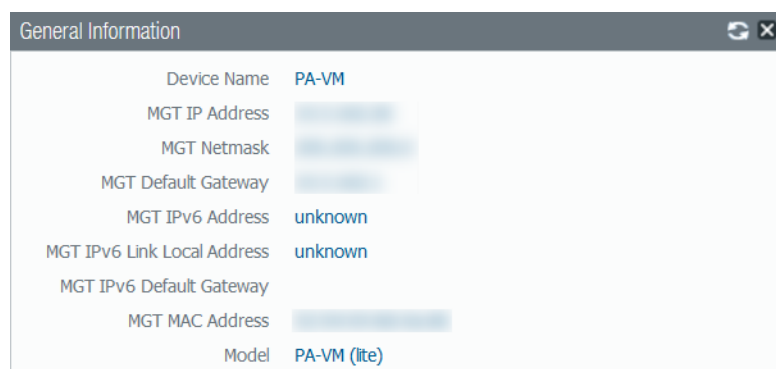 General Information
Device Name PA-VM
MGT IP Address
MGT Netmask
MGT Default Gateway
MGT IPv6 Address unknown
MGT IPv6 Link Local Address unknown
MGT IPv6 Default Gateway
MGT MAC Address
Model PA-VM (lite)